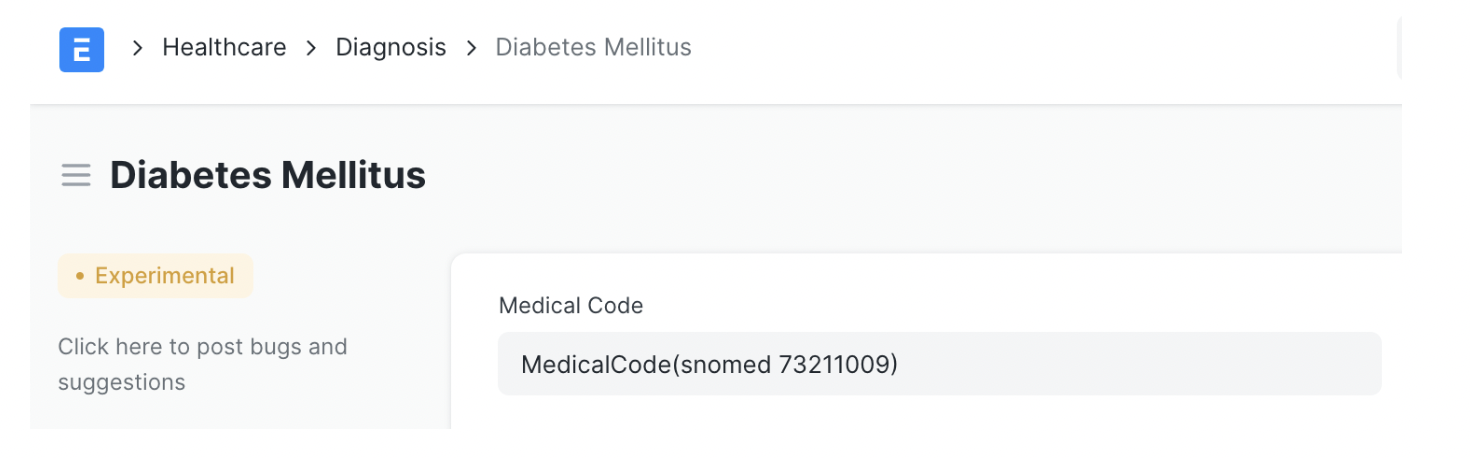 E > Healthcare > Diagnosis > Diabetes Mellitus
Diabetes Mellitus
• Experimental
Click here to post bugs and
suggestions
Medical Code
MedicalCode(snomed 73211009)